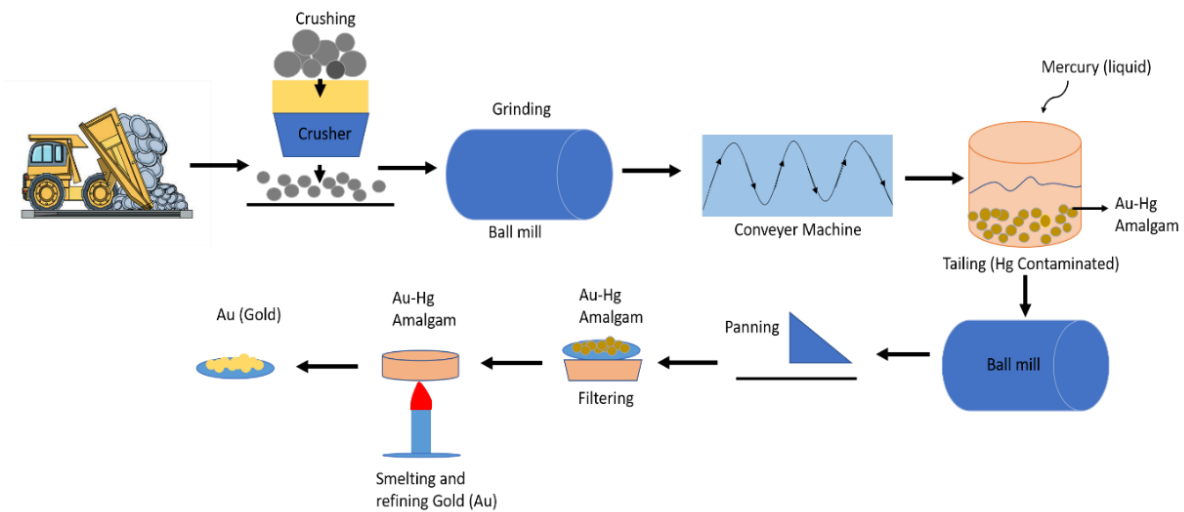 Crushing
Crusher
Grinding
Ball mill
Conveyer Machine
Mercury (liquid)
Au-Hg
Amalgam
Tailing (Hg Contaminated)
Ball mill
Panning
Au-Hg
Amalgam
Filtering
Au-Hg
Amalgam
Smelting and
refining Gold (Au)
Au (Gold)